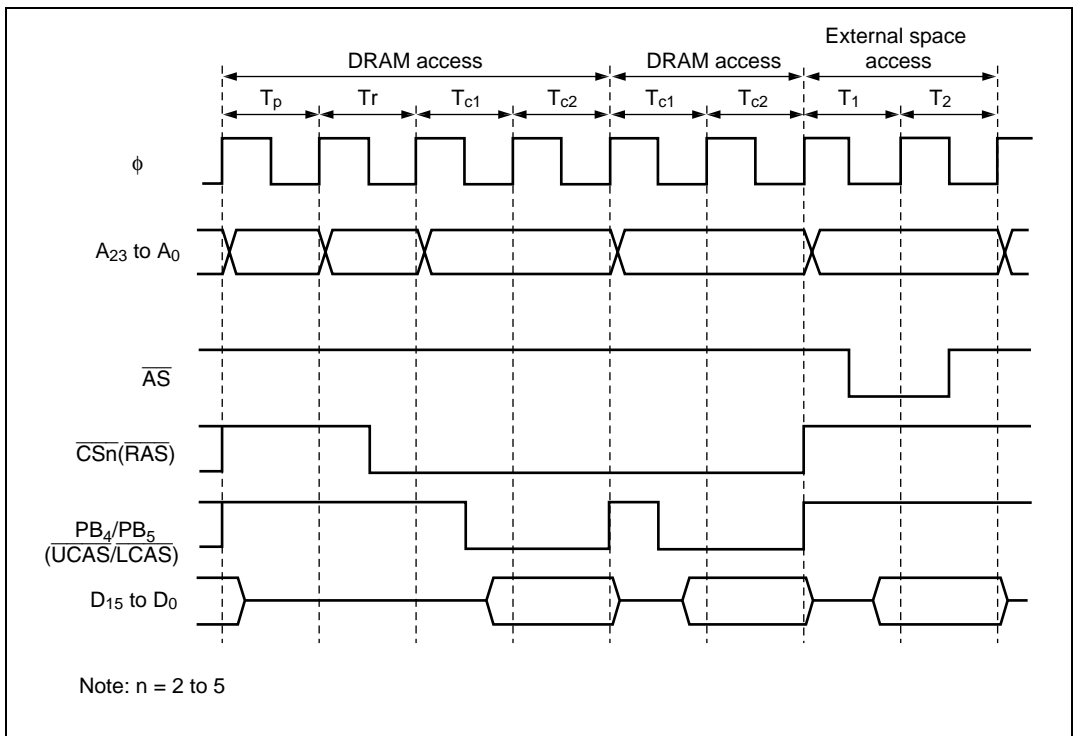 External space
DRAM access DRAM access access
Tp Tr Tc1 Tc2 Tc1 Tc2 T1 T2
φ
A23 to A0
AS
CSn(RAS)
PB4/PB5
(UCAS/LCAS)
D15 to D0
Note: n = 2 to 5